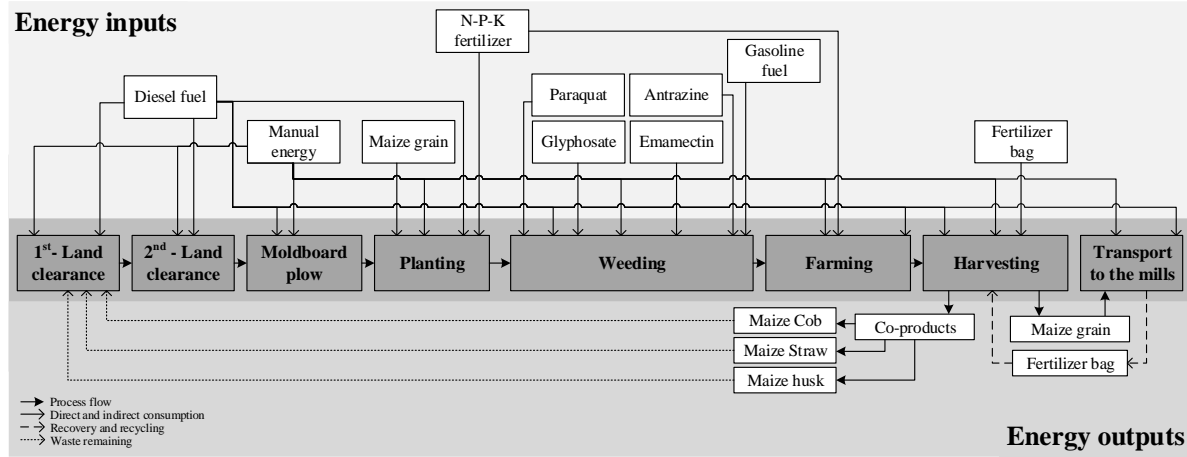 Energy inputs
N-P-K
fertilizer
Gasoline
fuel
Diesel fuel
Paraquat
Antrazine
Manual
energy
Maize grain
Glyphosate
Emamectin
Fertilizer
bag
1st- Land
clearance
2nd - Land
clearance
Moldboard
plow
Planting
Weeding
Farming
Harvesting
Transport
to the mills
Maize Cob
Co-products
Maize grain
Maize Straw
Fertilizer bag
Maize husk
Process flow
Direct and indirect consumption
Recovery and recycling
Waste remaining
Energy outputs